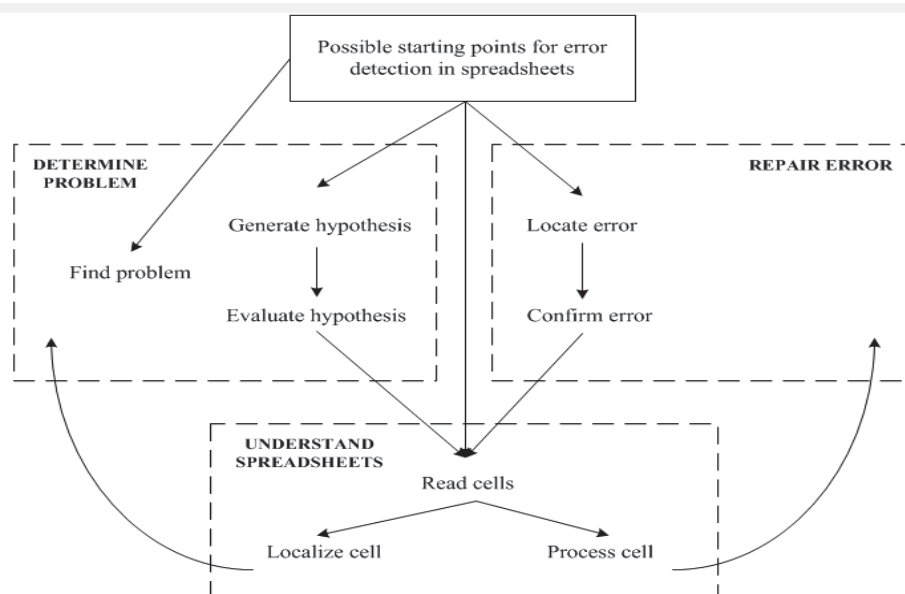 Possible starting points for error
detection in spreadsheets
DETERMINE
PROBLEM
REPAIR ERROR
Generate hypothesis
Locate error
Find problem
Evaluate hypothesis
Confirm error
UNDERSTAND
SPREADSHEETS
Read cells
Localize cell
Process cell